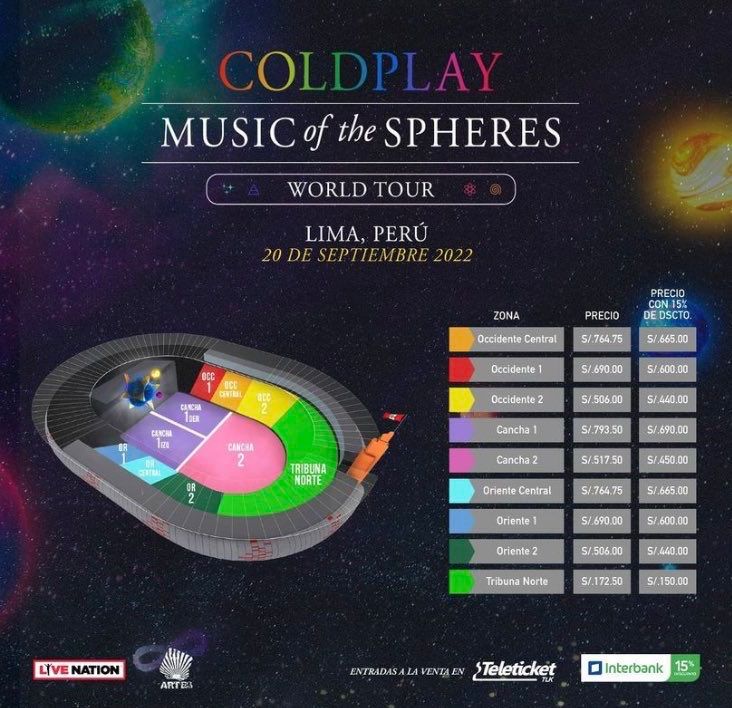 COLDPLAY
MUSIC of the SPHERES
WORLD TOUR
LIMA, PERÚ
20 DE SEPTIEMBRE 2022
ZONA PRECIO PRECIO
CON 15%
DE DSCTO.
Occidente Central S/.764.75 S/.665.00
Occidente 1 S/.690.00 S/.600.00
Occidente 2 S/.506.00 S/.440.00
Cancha 1 S/.793.50 S/.690.00
Cancha 2 S/.517.50 S/.450.00
Oriente Central S/.764.75 S/.665.00
Oriente 1 S/.690.00 S/.600.00
Oriente 2 S/.506.00 S/.440.00
Tribuna Norte S/.172.50 S/.150.00
OCC
1
OCC
CENTRAL
OCC
2
CANCHA
1 DER
CANCHA
1 IZQ
CANCHA
2
OR
1
OR
CENTRAL
OR
2
TRIBUNA
NORTE
LIVE NATION
ARTES
ENTRADAS A LA VENTA EN
Teleticket
TLK
Interbank
15%
DESCUENTO